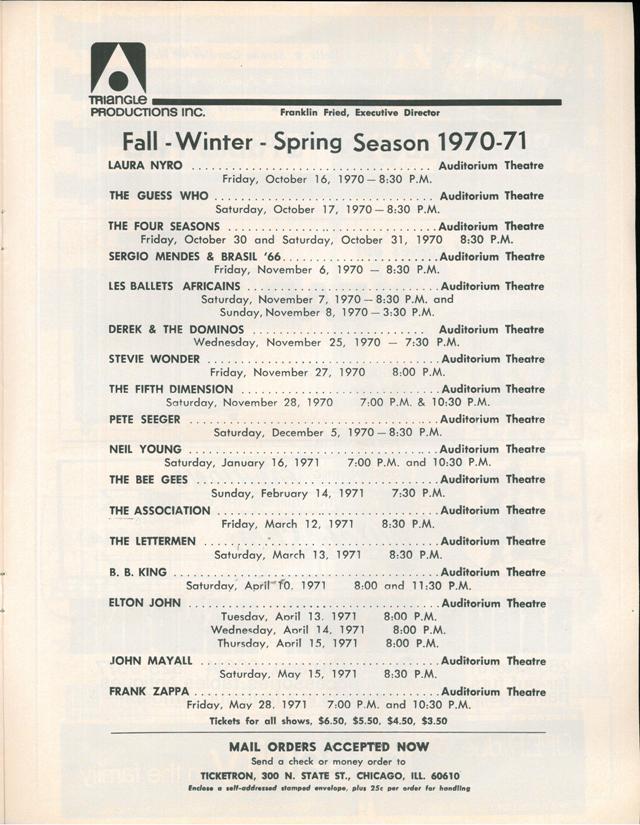 TRIANGLE
PRODUCTIONS INC.
Franklin Fried, Executive Director
Fall - Winter - Spring Season 1970-71
LAURA NYRO .................................. Auditorium Theatre
Friday, October 16, 1970 — 8:30 P.M.
THE GUESS WHO ............................... Auditorium Theatre
Saturday, October 17, 1970 — 8:30 P.M.
THE FOUR SEASONS ............................. Auditorium Theatre
Friday, October 30 and Saturday, October 31, 1970 8:30 P.M.
SERGIO MENDES & BRASIL '66..................... Auditorium Theatre
Friday, November 6, 1970 — 8:30 P.M.
LES BALLETS AFRICAINS ........................... Auditorium Theatre
Saturday, November 7, 1970 — 8:30 P.M. and
Sunday, November 8, 1970 — 3:30 P.M.
DEREK & THE DOMINOS ......................... Auditorium Theatre
Wednesday, November 25, 1970 — 7:30 P.M.
STEVIE WONDER ................................ Auditorium Theatre
Friday, November 27, 1970 8:00 P.M.
THE FIFTH DIMENSION ............................ Auditorium Theatre
Saturday, November 28, 1970 7:00 P.M. & 10:30 P.M.
PETE SEEGER ................................... Auditorium Theatre
Saturday, December 5, 1970 — 8:30 P.M.
NEIL YOUNG ................................... Auditorium Theatre
Saturday, January 16, 1971 7:00 P.M. and 10:30 P.M.
THE BEE GEES .................................. Auditorium Theatre
Sunday, February 14, 1971 7:30 P.M.
THE ASSOCIATION ............................... Auditorium Theatre
Friday, March 12, 1971 8:30 P.M.
THE LETTERMEN ................................. Auditorium Theatre
Saturday, March 13, 1971 8:30 P.M.
B. B. KING ..................................... Auditorium Theatre
Saturday, April 10. 1971 8:00 and 11:30 P.M.
ELTON JOHN ................................... Auditorium Theatre
Tuesday, April 13. 1971 8:00 P.M.
Wednesday, April 14, 1971 8:00 P.M.
Thursday, April 15, 1971 8:00 P.M.
JOHN MAYALL .................................. Auditorium Theatre
Saturday, May 15, 1971 8:30 P.M.
FRANK ZAPPA .................................. Auditorium Theatre
Friday, May 28. 1971 7:00 P.M. and 10:30 P.M.
Tickets for all shows, $6.50, $5.50, $4.50, $3.50
MAIL ORDERS ACCEPTED NOW
Send a check or money order to
TICKETRON, 300 N. STATE ST., CHICAGO, ILL. 60610
Enclose a self-addressed stamped envelope, plus 25c per order for handling